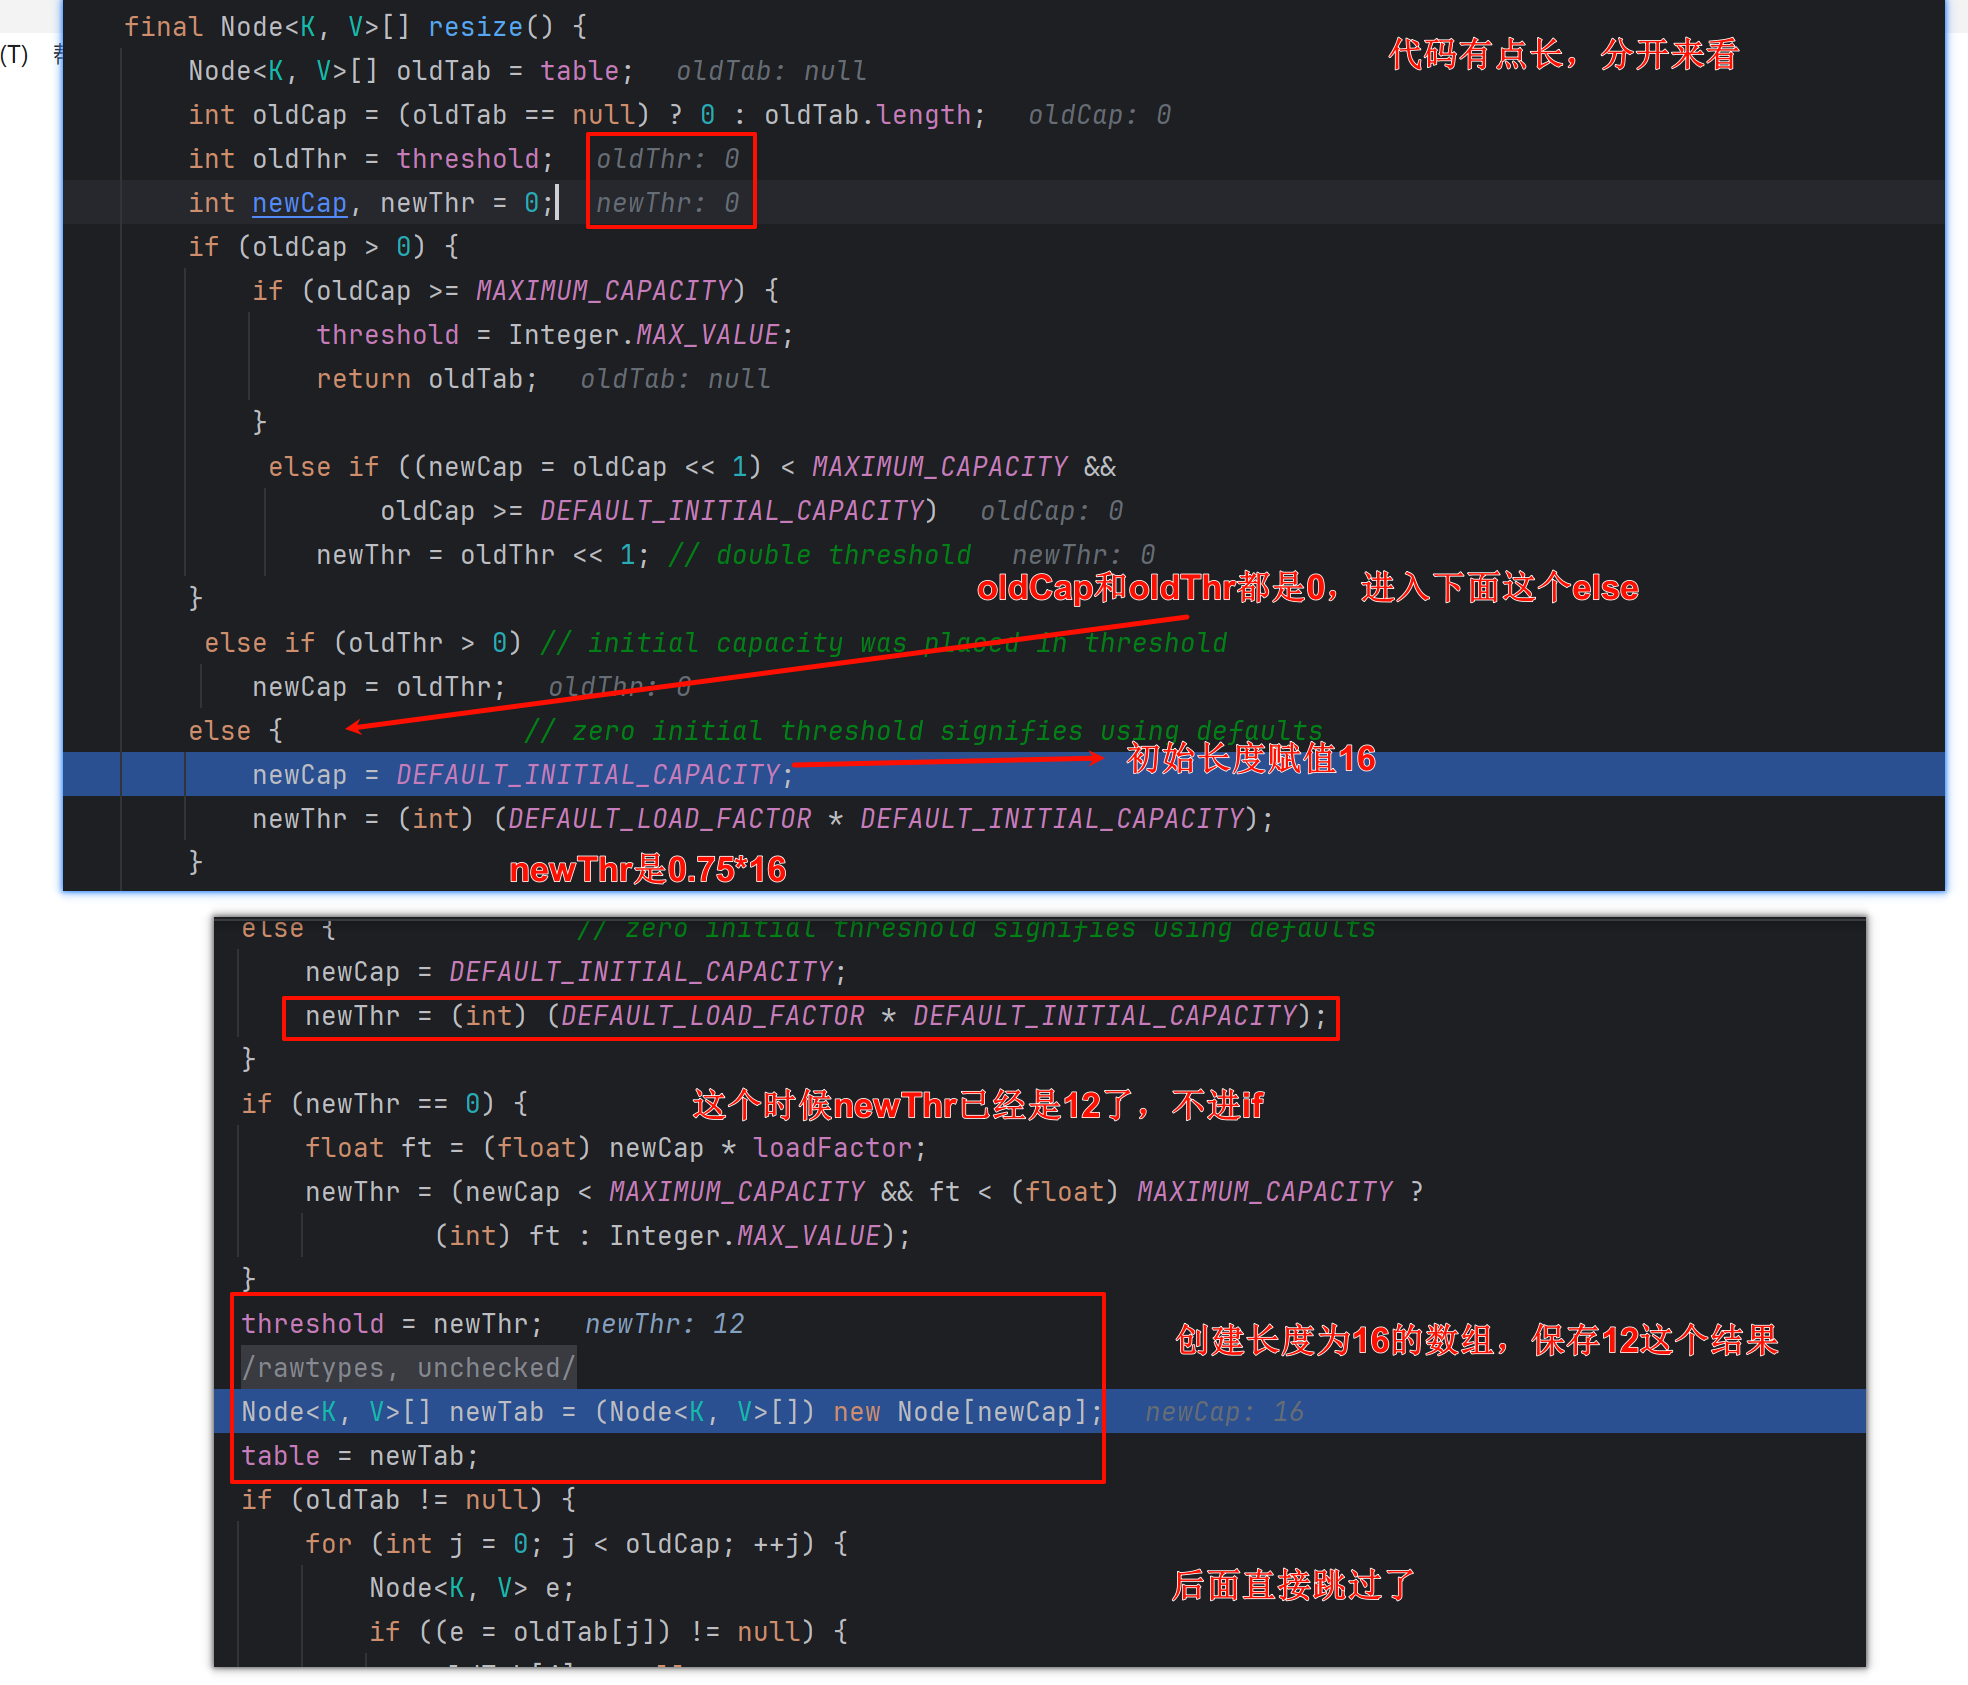 final Node<K, V>[] resize() {
代码有点长，分开来看
(T)
Node<K, V>[] oldTab = table;   oldTab: null
int oldCap = (oldTab == null) ? 0 : oldTab.length;   oldCap: 0
int oldThr = threshold;   oldThr: 0
int newCap, newThr = 0;   newThr: 0
if (oldCap > 0) {
if (oldCap >= MAXIMUM_CAPACITY) {
threshold = Integer.MAX_VALUE;
return oldTab;   oldTab: null
}
else if ((newCap = oldCap << 1) < MAXIMUM_CAPACITY &&
oldCap >= DEFAULT_INITIAL_CAPACITY)   oldCap: 0
newThr = oldThr << 1; // double threshold   newThr: 0
oldCap和oldThr都是0，进入下面这个else
}
else if (oldThr > 0) // initial capacity was placed in threshold
newCap = oldThr;   oldThr: 0
else {               // zero initial threshold signifies using defaults
初始长度赋值16
newCap = DEFAULT_INITIAL_CAPACITY;
newThr = (int) (DEFAULT_LOAD_FACTOR * DEFAULT_INITIAL_CAPACITY);
}
newThr是0.75*16
else {               // zero initial threshold signifies using defaults
newCap = DEFAULT_INITIAL_CAPACITY;
newThr = (int) (DEFAULT_LOAD_FACTOR * DEFAULT_INITIAL_CAPACITY);
}
if (newThr == 0) {
这个时候newThr已经是12了，不进if
float ft = (float) newCap * loadFactor;
newThr = (newCap < MAXIMUM_CAPACITY && ft < (float) MAXIMUM_CAPACITY ?
(int) ft : Integer.MAX_VALUE);
}
threshold = newThr;   newThr: 12
创建长度为16的数组，保存12这个结果
/rawtypes, unchecked/
Node<K, V>[] newTab = (Node<K, V>[]) new Node[newCap];   newCap: 16
table = newTab;
if (oldTab != null) {
for (int j = 0; j < oldCap; ++j) {
Node<K, V> e;
后面直接跳过了
if ((e = oldTab[j]) != null) {